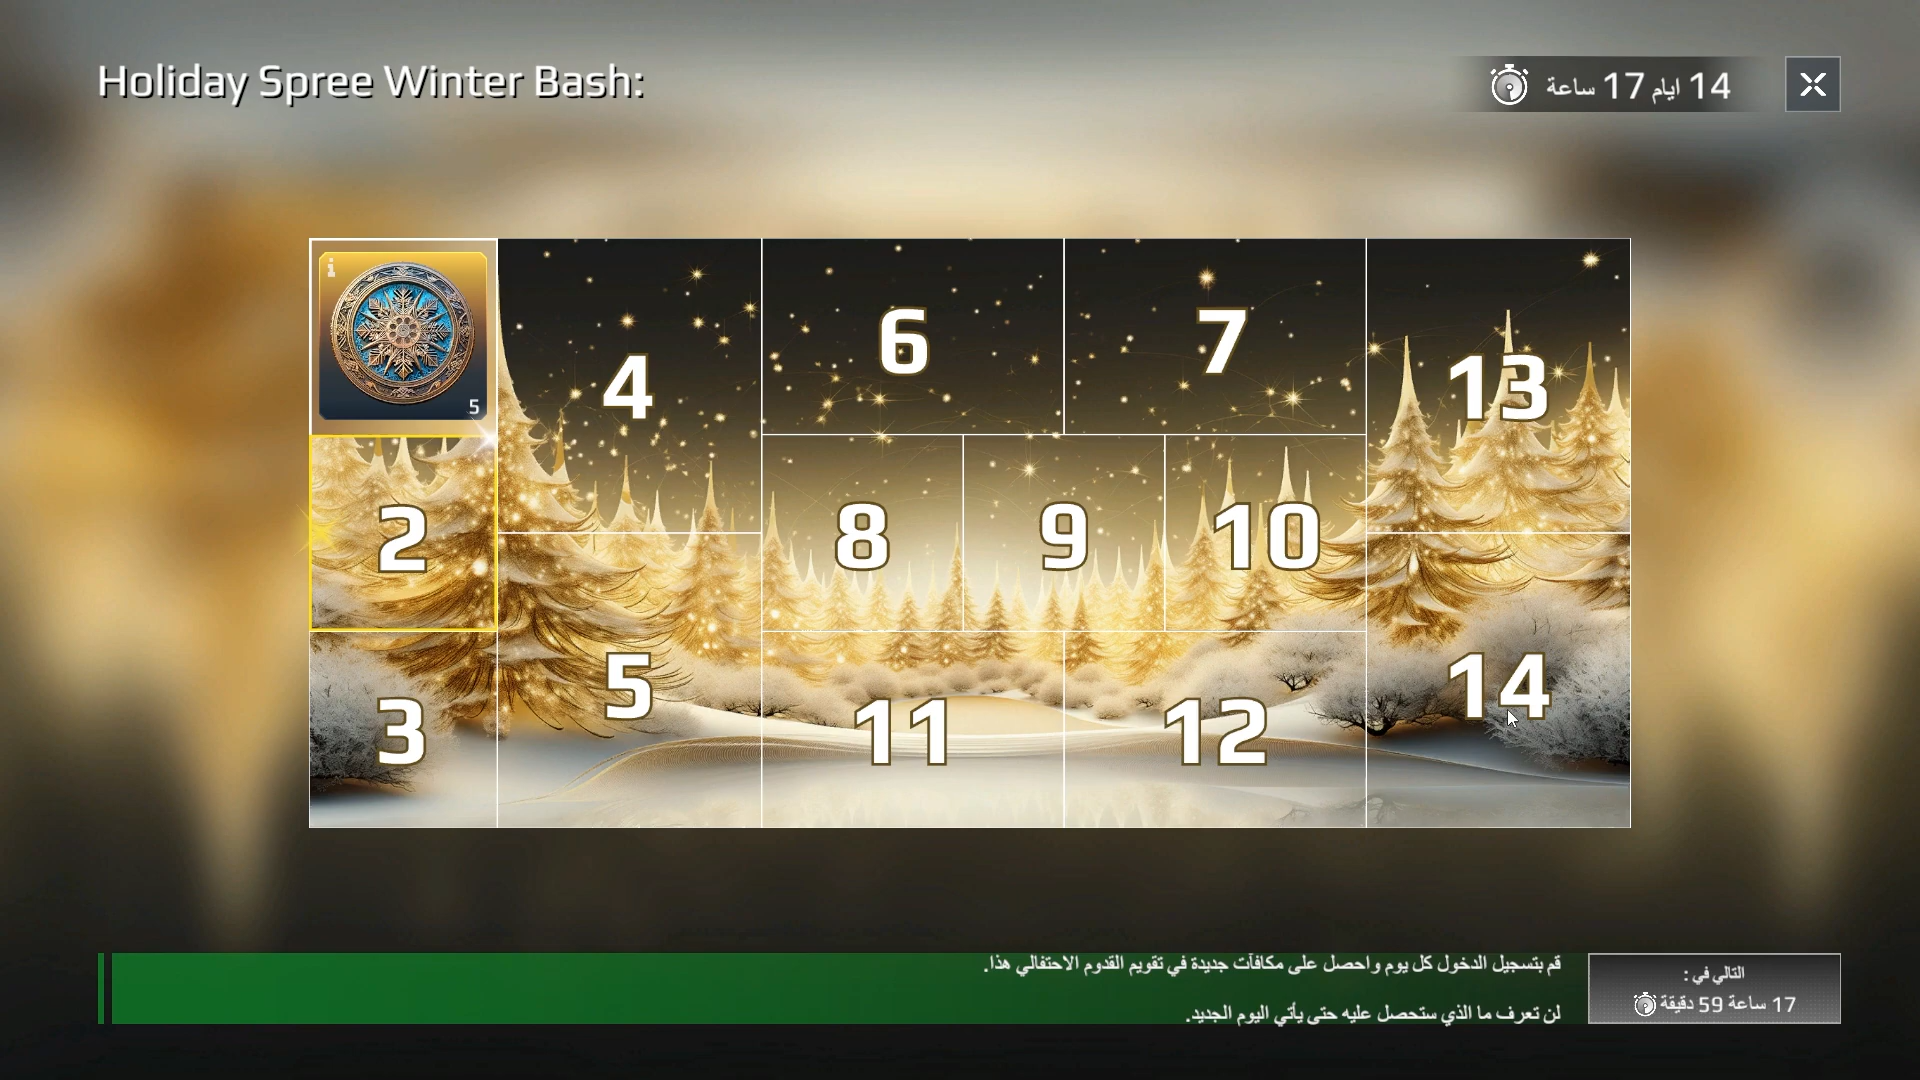 Holiday Spree Winter Bash:
14 ايام 17 ساعة
5
4
6
7
13
2
8
9
10
3
5
11
12
14
قم بتسجيل الدخول كل يوم واحصل على مكافآت جديدة في تقويم القدوم الاحتفالي هذا.
لن تعرف ما الذي ستحصل عليه حتى يأتي اليوم الجديد.
التالي في :
17 ساعة 59 دقيقة